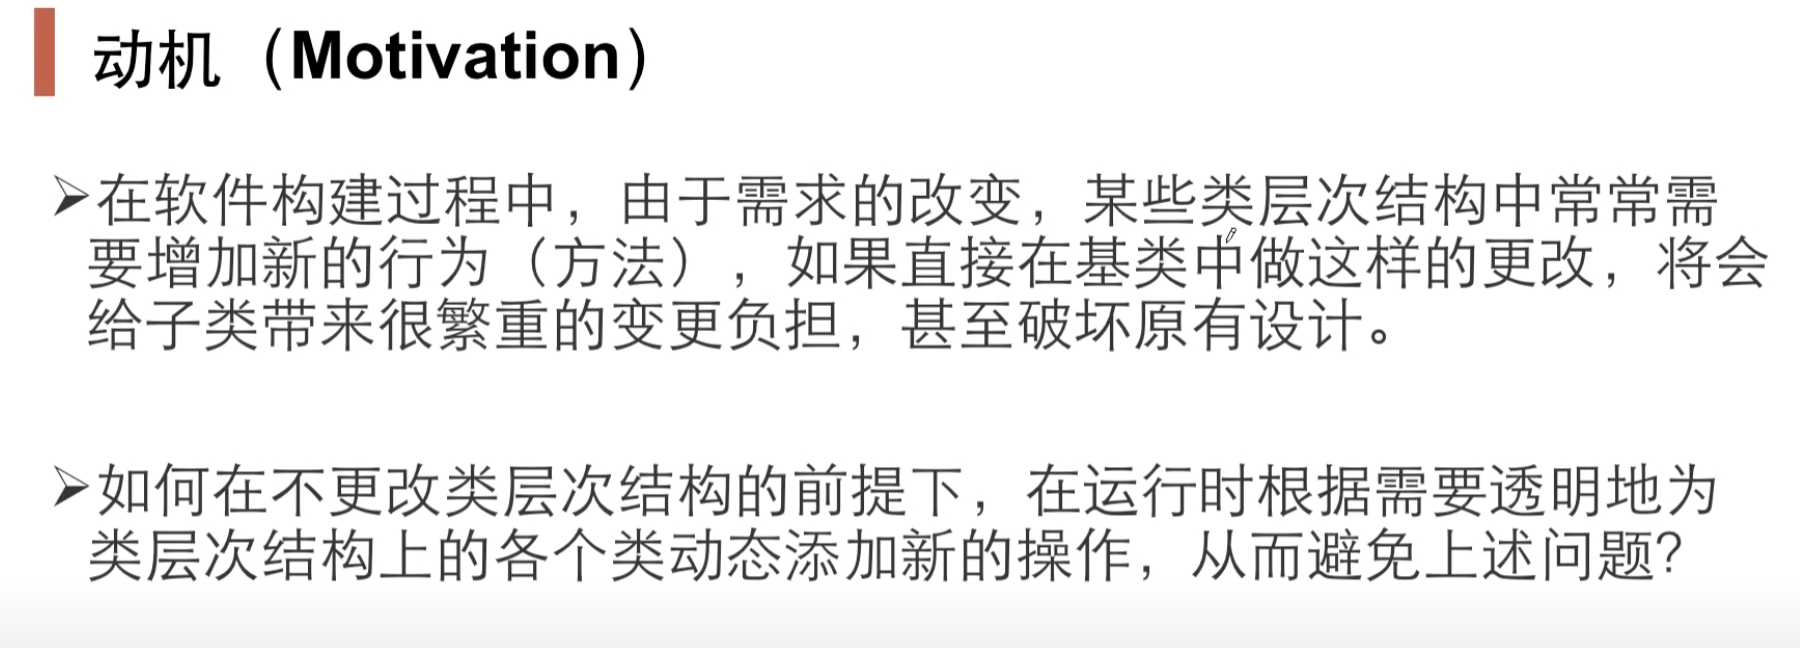 动机（Motivation）
➢在软件构建过程中，由于需求的改变，某些类层次结构中常常需
要增加新的行为（方法），如果直接在基类中做这样的更改，将会
给子类带来很繁重的变更负担，甚至破坏原有设计。
➢如何在不更改类层次结构的前提下，在运行时根据需要透明地为
类层次结构上的各个类动态添加新的操作，从而避免上述问题？